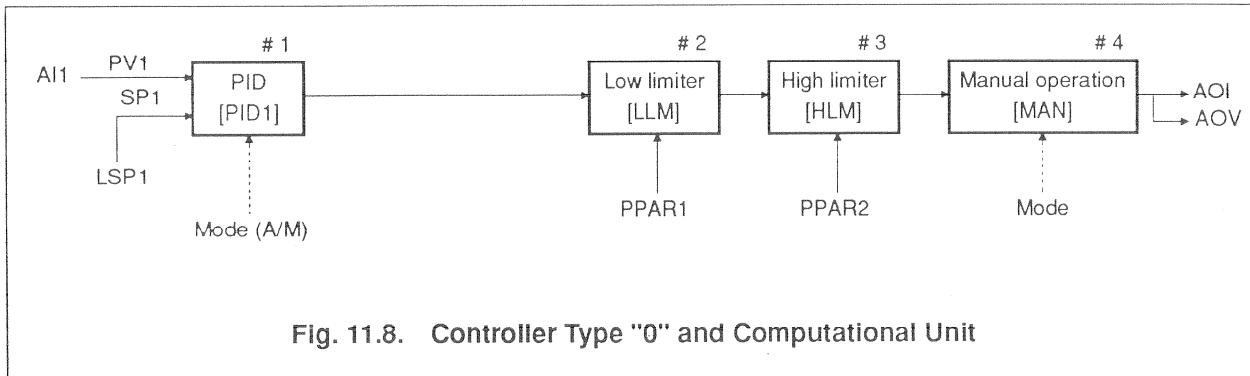 # 1
# 2
# 3
# 4
AI1
PV1
SP1
LSP1
PID
[PID1]
Mode (A/M)
Low limiter
[LLM]
PPAR1
High limiter
[HLM]
PPAR2
Manual operation
[MAN]
Mode
AOI
AOV
Fig. 11.8. Controller Type "0" and Computational Unit